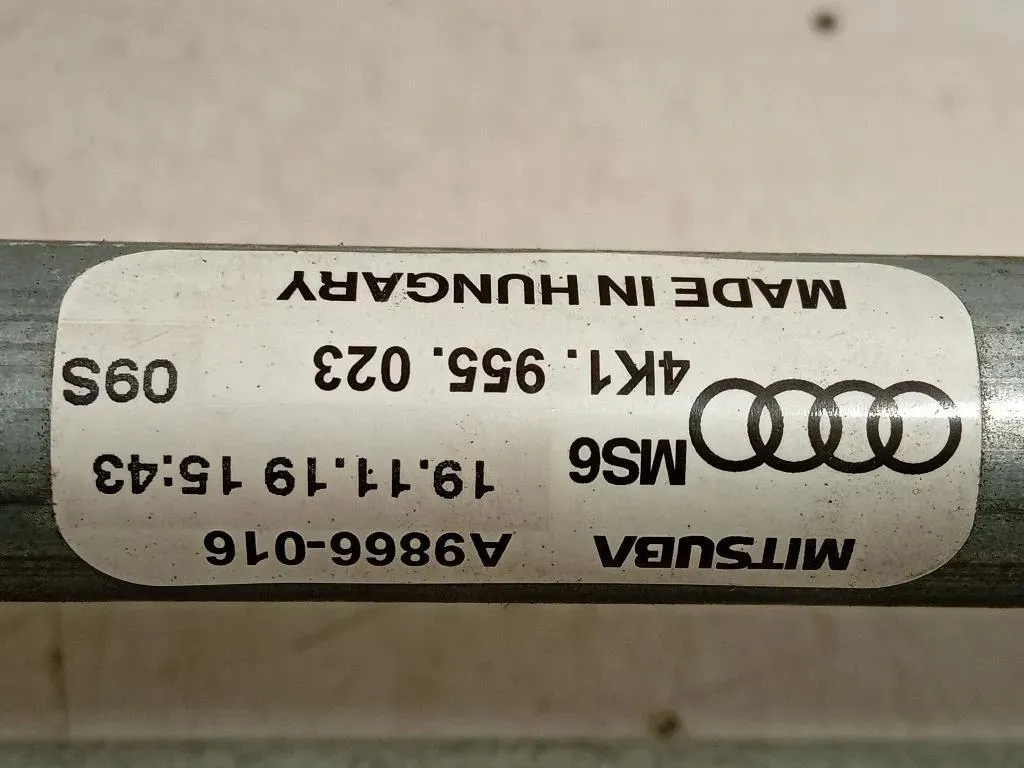 MITSUBA A9866-016
MS6 19.11.19 15:43
4K1. 955. 023 09S
MADE IN HUNGARY